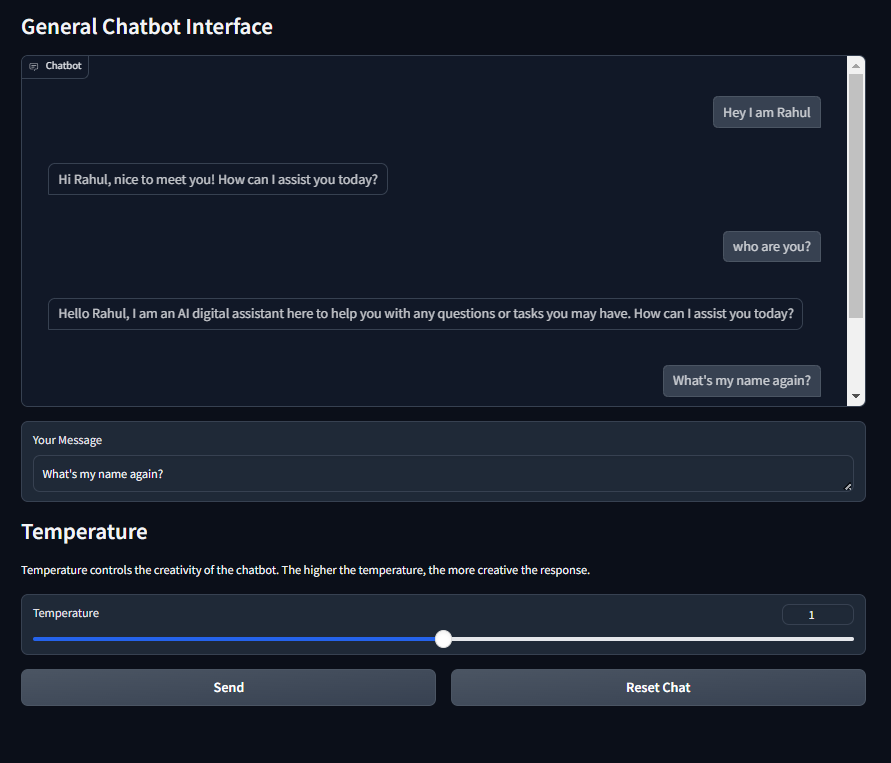 General Chatbot Interface
Chatbot
Hey I am Rahul
Hi Rahul, nice to meet you! How can I assist you today?
who are you?
Hello Rahul, I am an AI digital assistant here to help you with any questions or tasks you may have. How can I assist you today?
What's my name again?
Your Message
What's my name again?
Temperature
Temperature controls the creativity of the chatbot. The higher the temperature, the more creative the response.
Temperature 1
Send Reset Chat